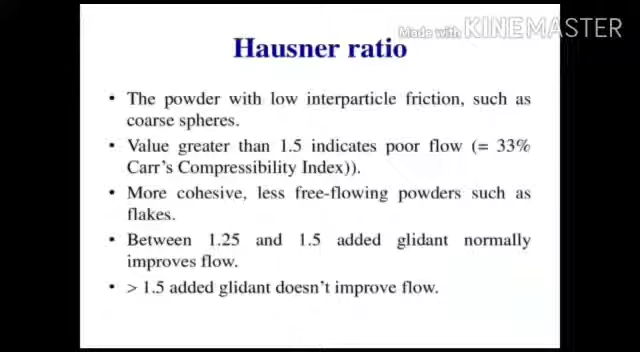 Made with KINEMASTER
Hausner ratio
• The powder with low interparticle friction, such as
coarse spheres.
• Value greater than 1.5 indicates poor flow (= 33%
Carr's Compressibility Index)).
• More cohesive, less free-flowing powders such as
flakes.
• Between 1.25 and 1.5 added glidant normally
improves flow.
• > 1.5 added glidant doesn't improve flow.